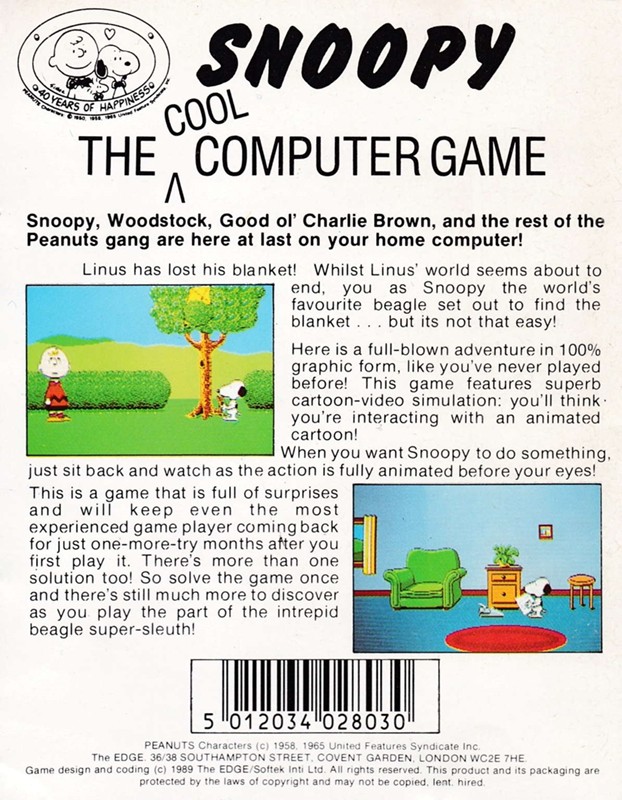 SNOOPY
40 YEARS OF HAPPINESS
PEANUTS Characters © 1950, 1958, 1965 United Feature Syndicate, Inc.
COOL
THE ^ COMPUTER GAME
Snoopy, Woodstock, Good ol' Charlie Brown, and the rest of the
Peanuts gang are here at last on your home computer!
Linus has lost his blanket! Whilst Linus' world seems about to
end, you as Snoopy the world's
favourite beagle set out to find the
blanket . . . but its not that easy!
Here is a full-blown adventure in 100%
graphic form, like you've never played
before! This game features superb
cartoon-video simulation: you'll think
you're interacting with an animated
cartoon!
When you want Snoopy to do something,
just sit back and watch as the action is fully animated before your eyes!
This is a game that is full of surprises
and will keep even the most
experienced game player coming back
for just one-more-try months after you
first play it. There's more than one
solution too! So solve the game once
and there's still much more to discover
as you play the part of the intrepid
beagle super-sleuth!
5 012034 028030
PEANUTS Characters (c) 1958, 1965 United Features Syndicate Inc.
The EDGE. 36/38 SOUTHAMPTON STREET, COVENT GARDEN, LONDON WC2E 7HE.
Game design and coding (c) 1989 The EDGE/Softek Intl Ltd. All rights reserved. This product and its packaging are
protected by the laws of copyright and may not be copied, lent, hired.